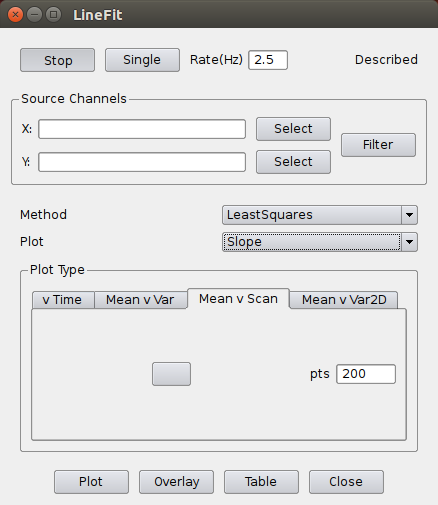 LineFit
Stop Single Rate(Hz) 2.5 Described
Source Channels
X: Select
Filter
Y: Select
Method LeastSquares
Plot Slope
Plot Type
v Time Mean v Var Mean v Scan Mean v Var2D
pts 200
Plot Overlay Table Close